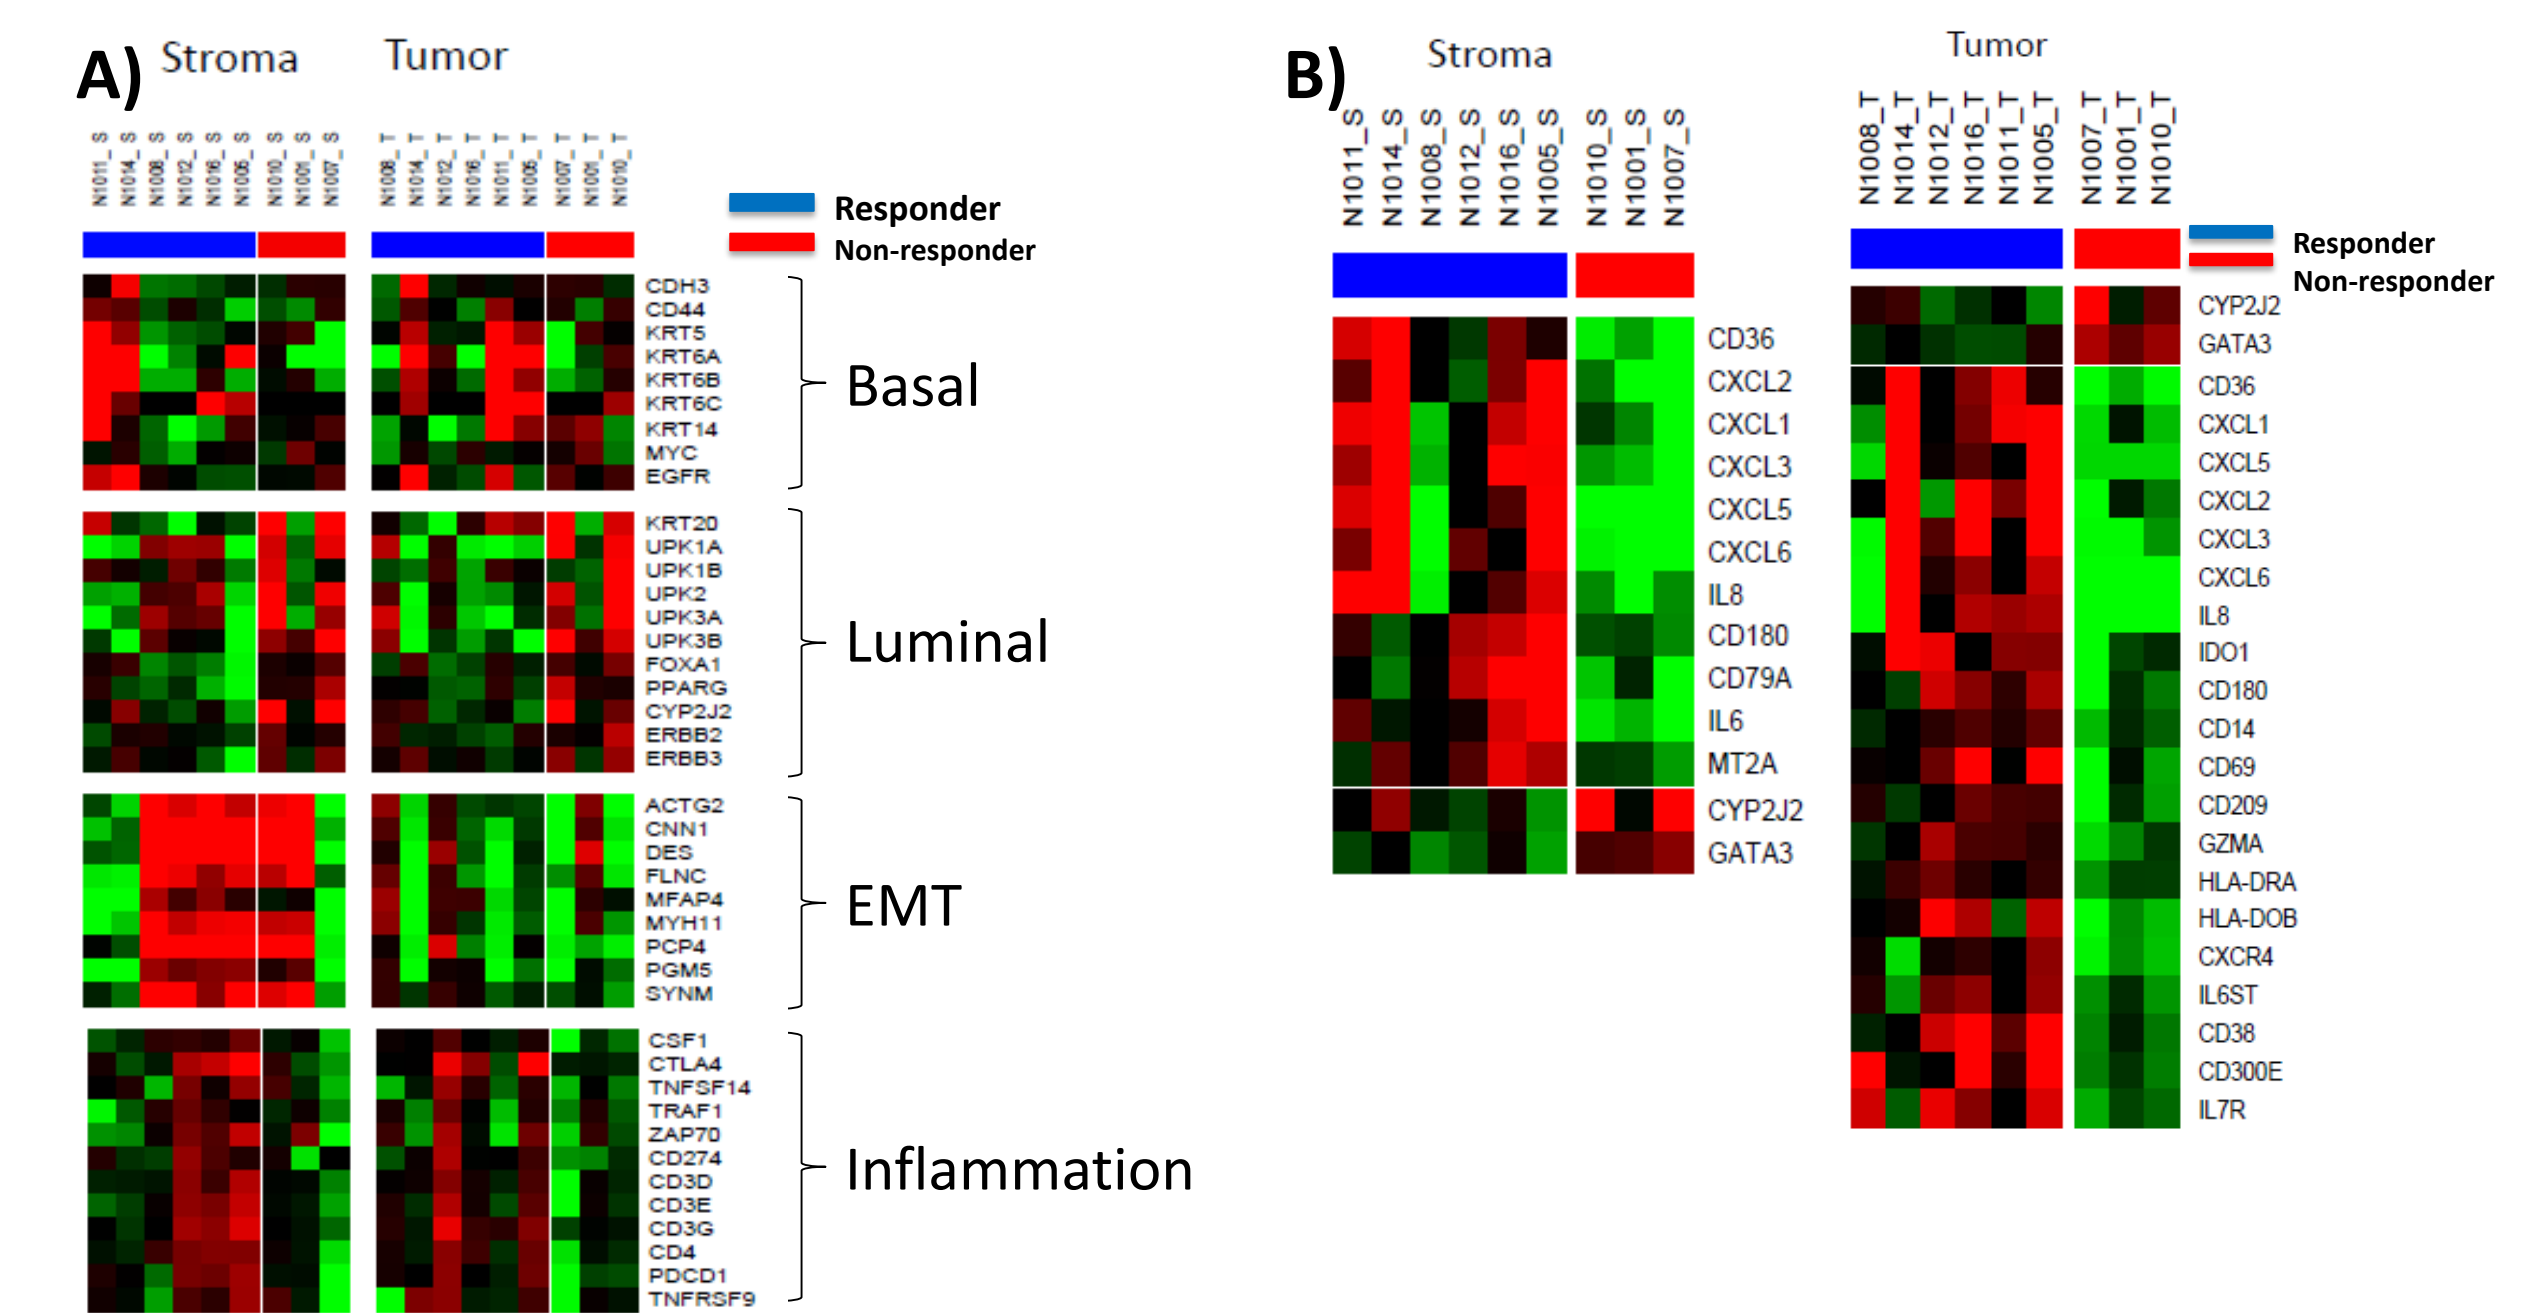 A)
Stroma
Tumor
N1011_S
N1014_S
N1008_S
N1012_S
N1016_S
N1005_S
N1010_S
N1001_S
N1007_S
N1008_T
N1014_T
N1012_T
N1016_T
N1011_T
N1005_T
N1007_T
N1001_T
N1010_T
Responder
Non-responder
CDH3
CD44
KRT5
KRT6A
KRT6B
KRT6C
KRT14
MYC
EGFR
Basal
KRT20
UPK1A
UPK1B
UPK2
UPK3A
UPK3B
FOXA1
PPARG
CYP2J2
ERBB2
ERBB3
Luminal
ACTG2
CNN1
DES
FLNC
MFAP4
MYH11
PCP4
PGM5
SYNM
EMT
CSF1
CTLA4
TNFSF14
TRAF1
ZAP70
CD274
CD3D
CD3E
CD3G
CD4
PDCD1
TNFRSF9
Inflammation
B)
Stroma
N1011_S
N1014_S
N1008_S
N1012_S
N1016_S
N1005_S
N1010_S
N1001_S
N1007_S
CD36
CXCL2
CXCL1
CXCL3
CXCL5
CXCL6
IL8
CD180
CD79A
IL6
MT2A
CYP2J2
GATA3
Tumor
N1008_T
N1014_T
N1012_T
N1016_T
N1011_T
N1005_T
N1007_T
N1001_T
N1010_T
Responder
Non-responder
CYP2J2
GATA3
CD36
CXCL1
CXCL5
CXCL2
CXCL3
CXCL6
IL8
IDO1
CD180
CD14
CD69
CD209
GZMA
HLA-DRA
HLA-DOB
CXCR4
IL6ST
CD38
CD300E
IL7R